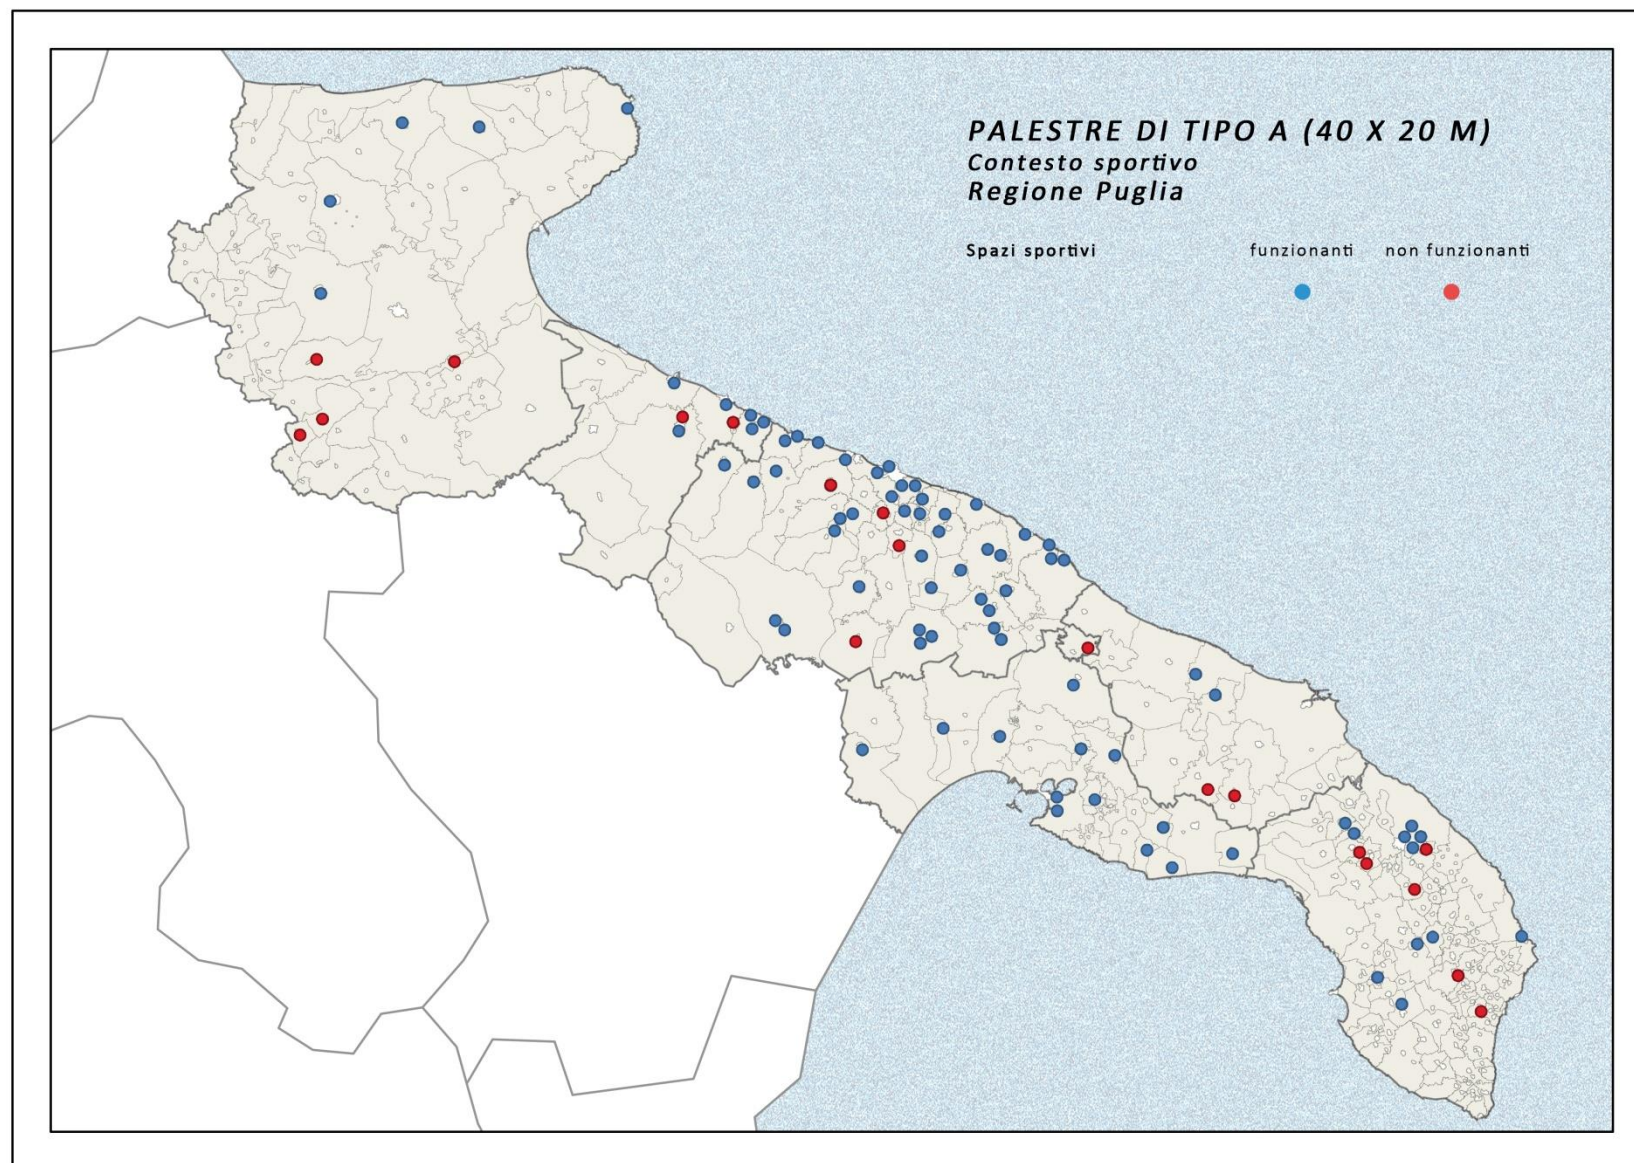 PALESTRE DI TIPO A (40 X 20 M)
Contesto sportivo
Regione Puglia
Spazi sportivi funzionanti non funzionanti